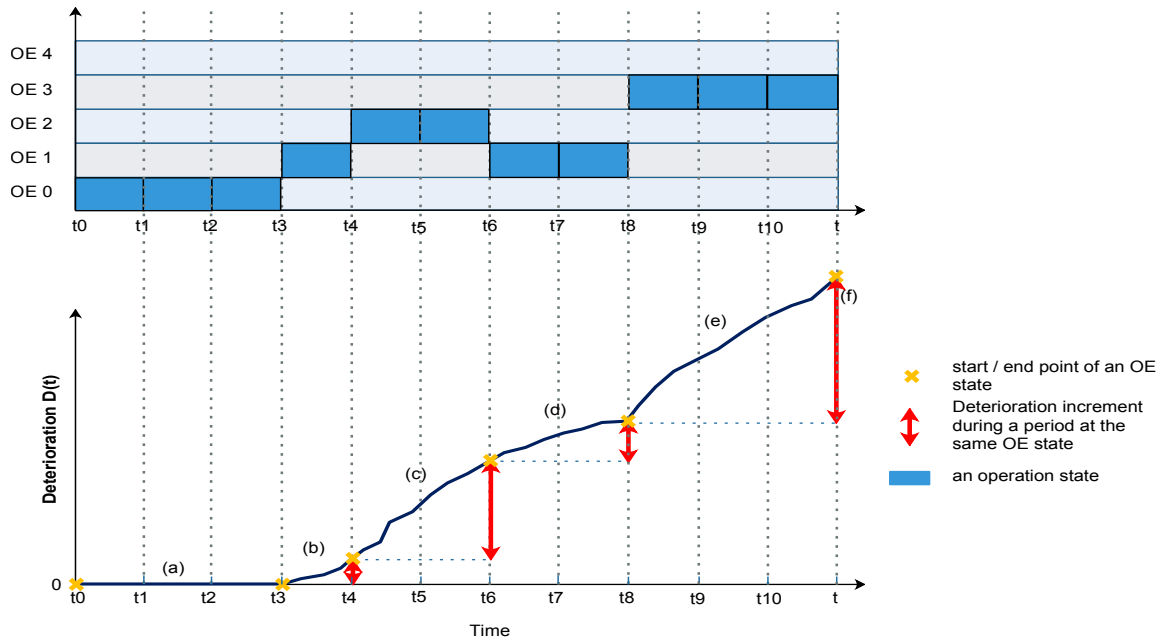 OE 4
OE 3
OE 2
OE 1
OE 0
t0 t1 t2 t3 t4 t5 t6 t7 t8 t9 t10 t
Deterioration D(t)
(f)
(e)
(d)
(c)
(b)
(a)
0
t0 t1 t2 t3 t4 t5 t6 t7 t8 t9 t10 t
Time
start / end point of an OE
state
Deterioration increment
during a period at the
same OE state
an operation state